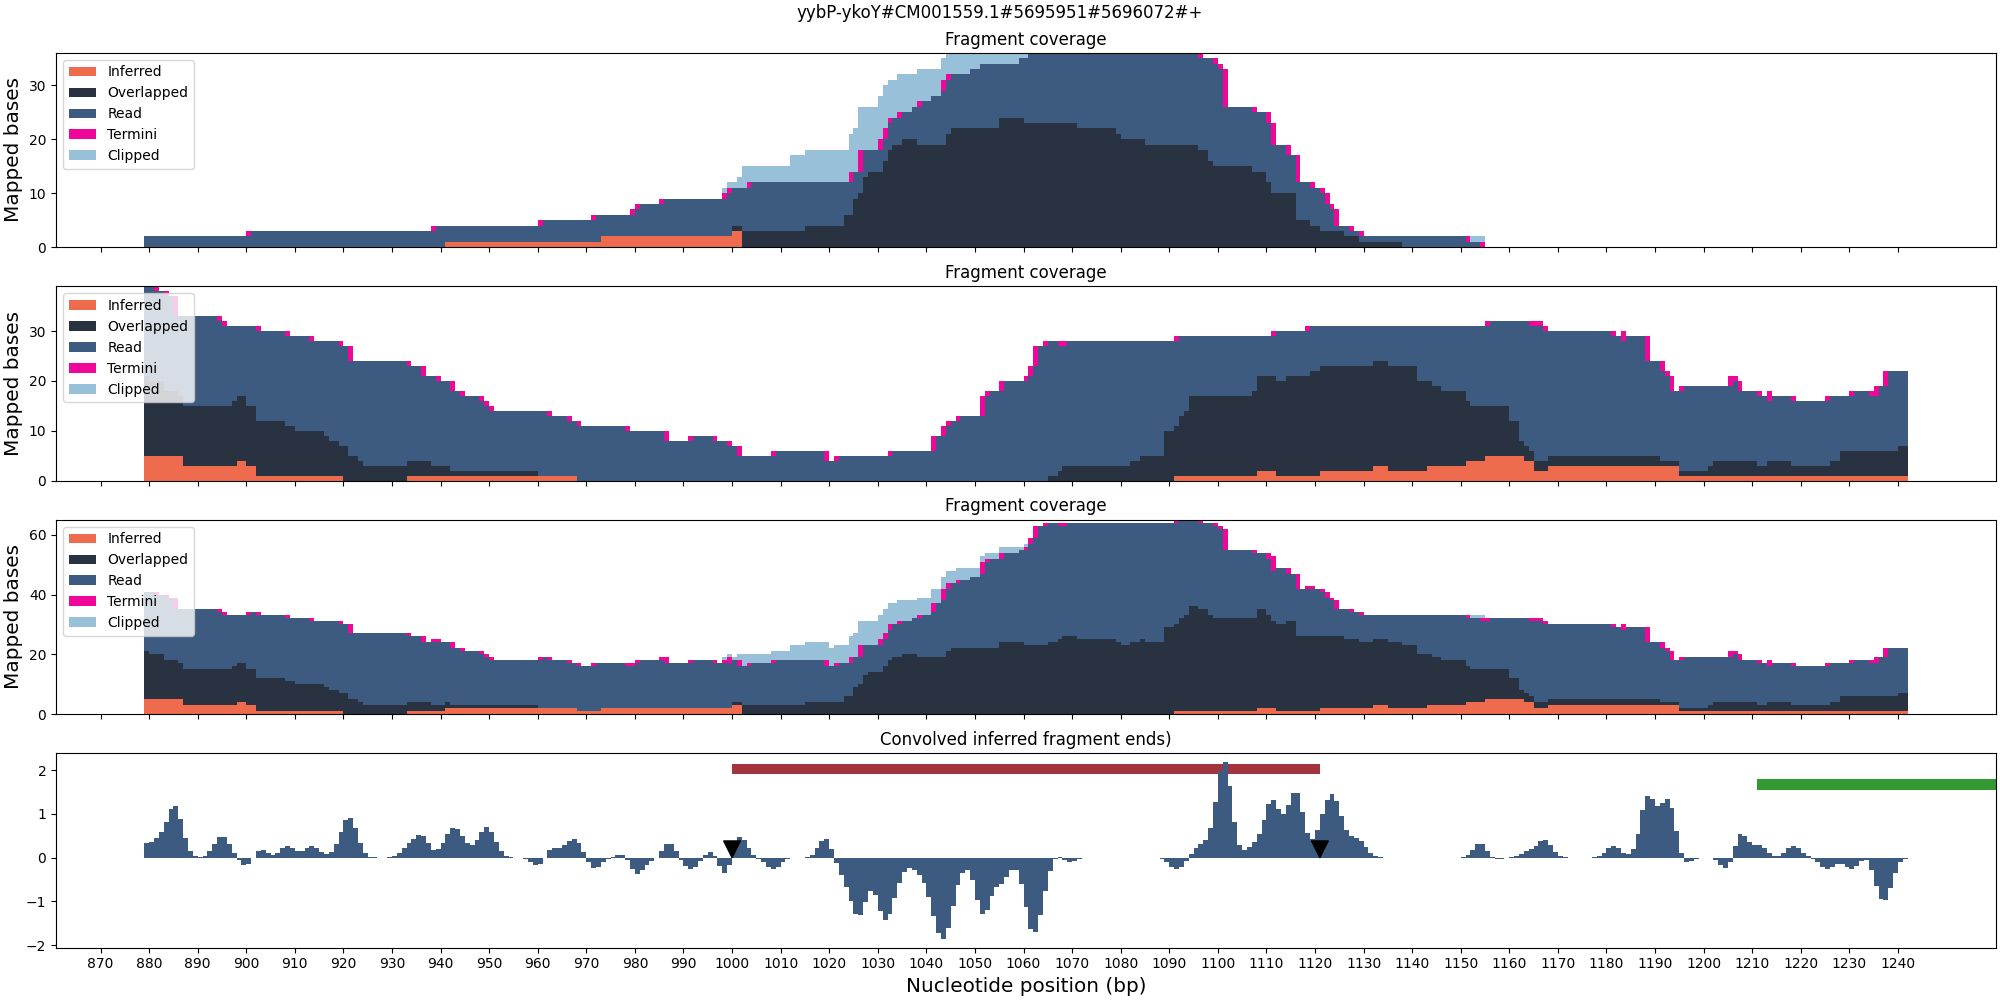 yybP-ykoY#CM001559.1#5695951#5696072#+
Fragment coverage
Mapped bases
30
20
10
0
Inferred
Overlapped
Read
Termini
Clipped
Fragment coverage
Mapped bases
30
20
10
0
Inferred
Overlapped
Read
Termini
Clipped
Fragment coverage
Mapped bases
60
40
20
0
Inferred
Overlapped
Read
Termini
Clipped
Convolved inferred fragment ends)
2
1
0
−1
−2
870 880 890 900 910 920 930 940 950 960 970 980 990 1000 1010 1020 1030 1040 1050 1060 1070 1080 1090 1100 1110 1120 1130 1140 1150 1160 1170 1180 1190 1200 1210 1220 1230 1240
Nucleotide position (bp)